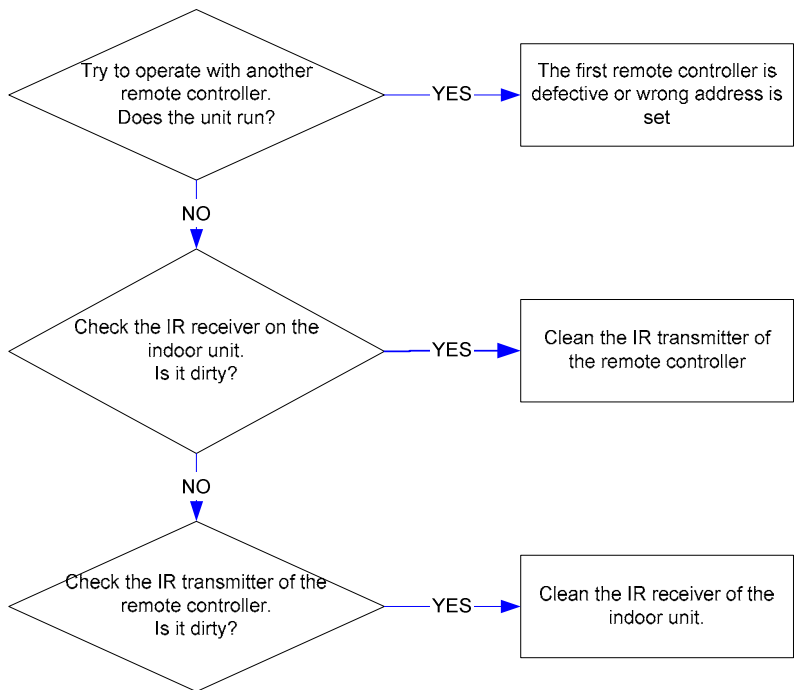 Try to operate with another
remote controller.
Does the unit run?
YES
The first remote controller is
defective or wrong address is
set
NO
Check the IR receiver on the
indoor unit.
Is it dirty?
YES
Clean the IR transmitter of
the remote controller
NO
Check the IR transmitter of the
remote controller.
Is it dirty?
YES
Clean the IR receiver of the
indoor unit.